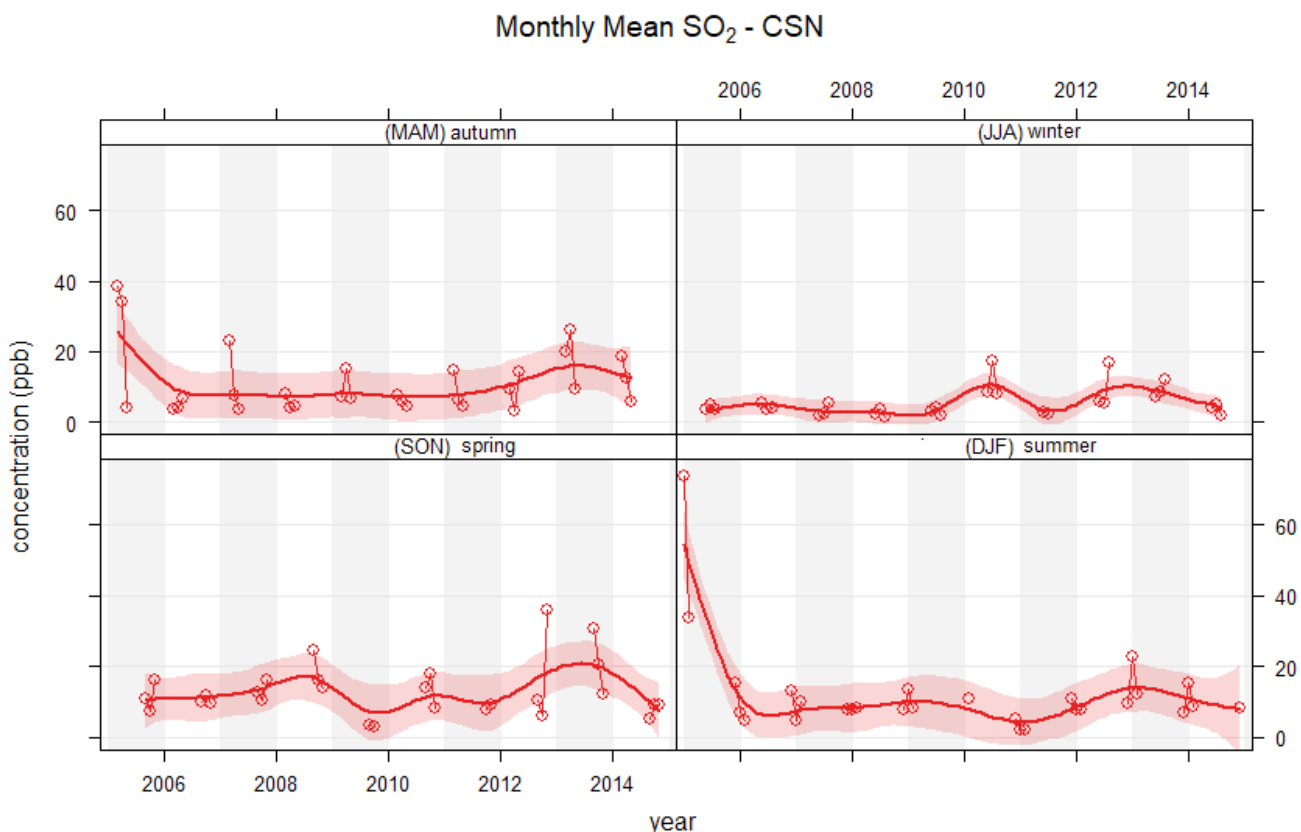 Monthly Mean SO₂ - CSN
2006 2008 2010 2012 2014
(MAM) autumn
(JJA) winter
60
40
20
0
(SON) spring
(DJF) summer
60
40
20
0
concentration (ppb)
2006 2008 2010 2012 2014
year